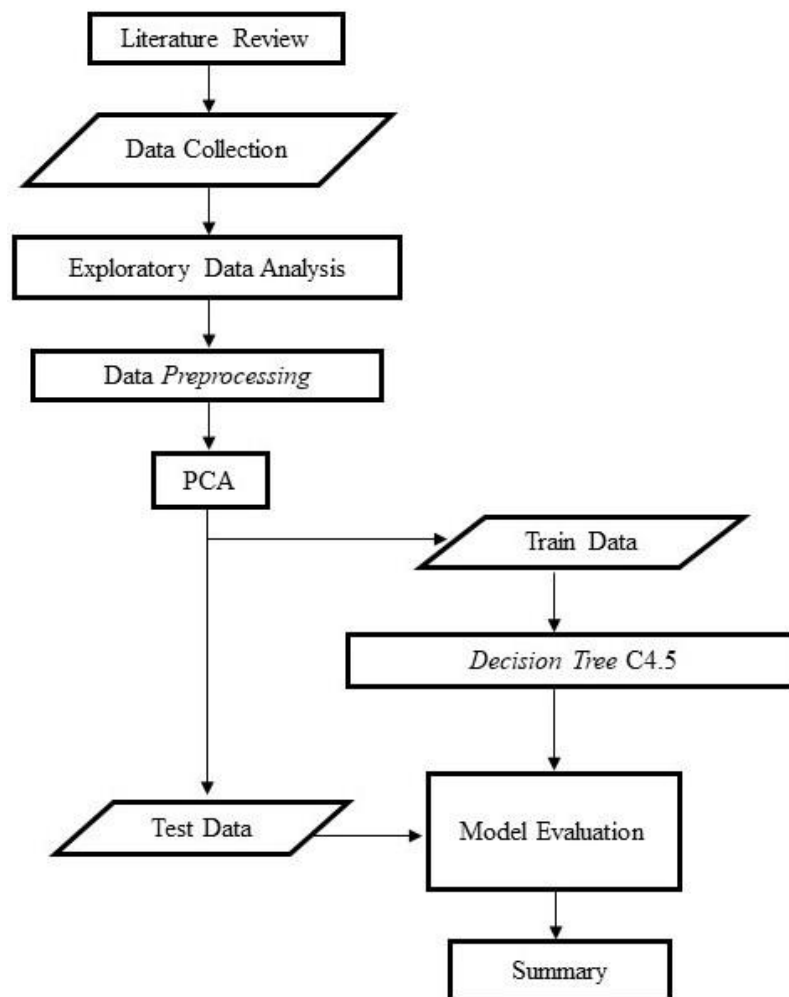 Literature Review
Data Collection
Exploratory Data Analysis
Data Preprocessing
PCA
Train Data
Decision Tree C4.5
Test Data
Model Evaluation
Summary